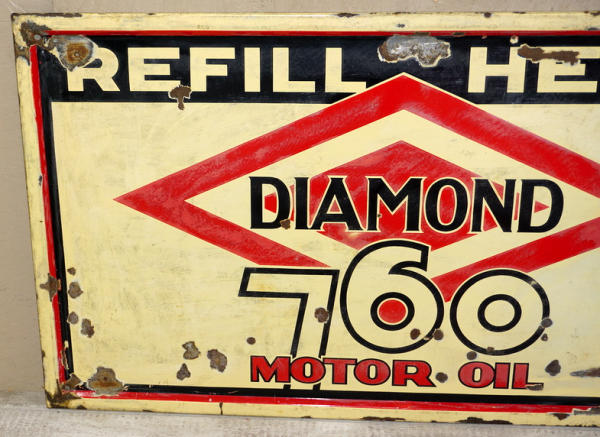 REFILL HE
DIAMOND
760
MOTOR OIL